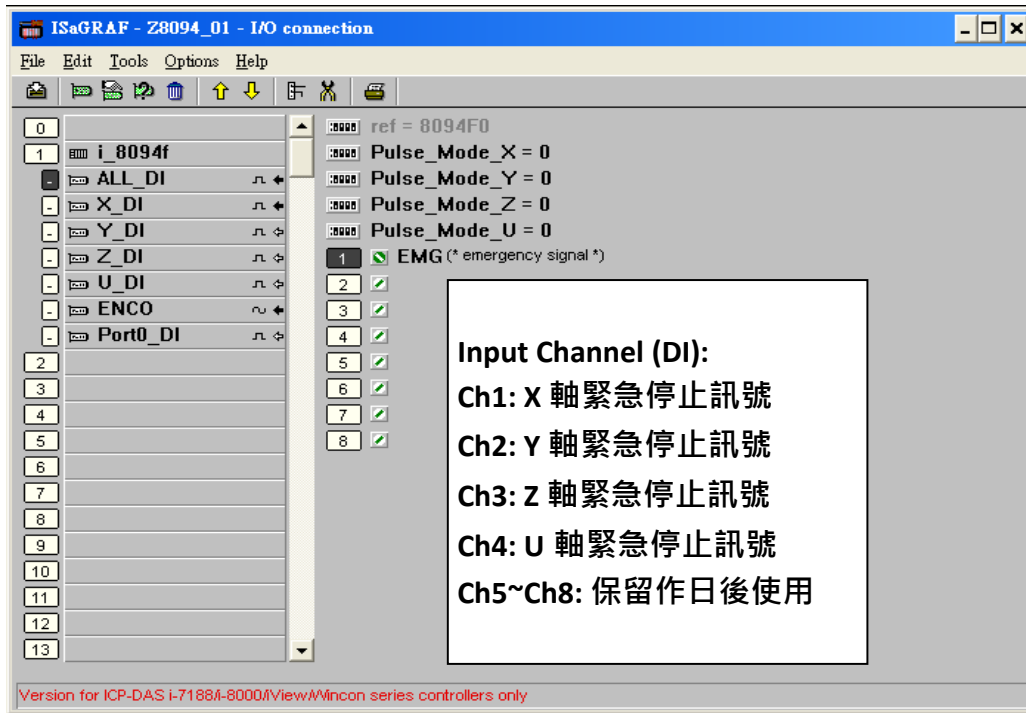 ISaGRAF - Z8094_01 - I/O connection
File Edit Tools Options Help
0
1 i_8094f
- ALL_DI
- X_DI
- Y_DI
- Z_DI
- U_DI
- ENCO
- Port0_DI
2
3
4
5
6
7
8
9
10
11
12
13
ref = 8094F0
Pulse_Mode_X = 0
Pulse_Mode_Y = 0
Pulse_Mode_Z = 0
Pulse_Mode_U = 0
1 EMG (* emergency signal *)
2
3
4
5
6
7
8
Input Channel (DI):
Ch1: X 軸緊急停止訊號
Ch2: Y 軸緊急停止訊號
Ch3: Z 軸緊急停止訊號
Ch4: U 軸緊急停止訊號
Ch5~Ch8: 保留作日後使用
Version for ICP-DAS i-7188/i-8000/iView/Wincon series controllers only